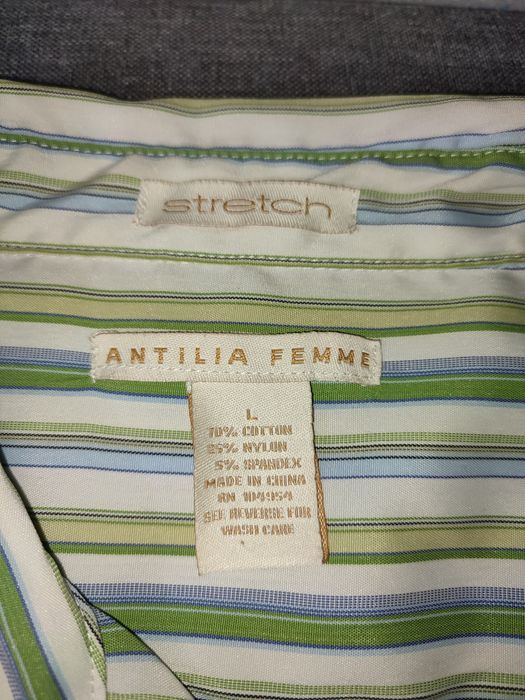 stretch
ANTILIA FEMME
L
70% COTTON
25% NYLON
5% SPANDEX
MADE IN CHINA
RN 104954
SEE REVERSE FOR
WASH CARE